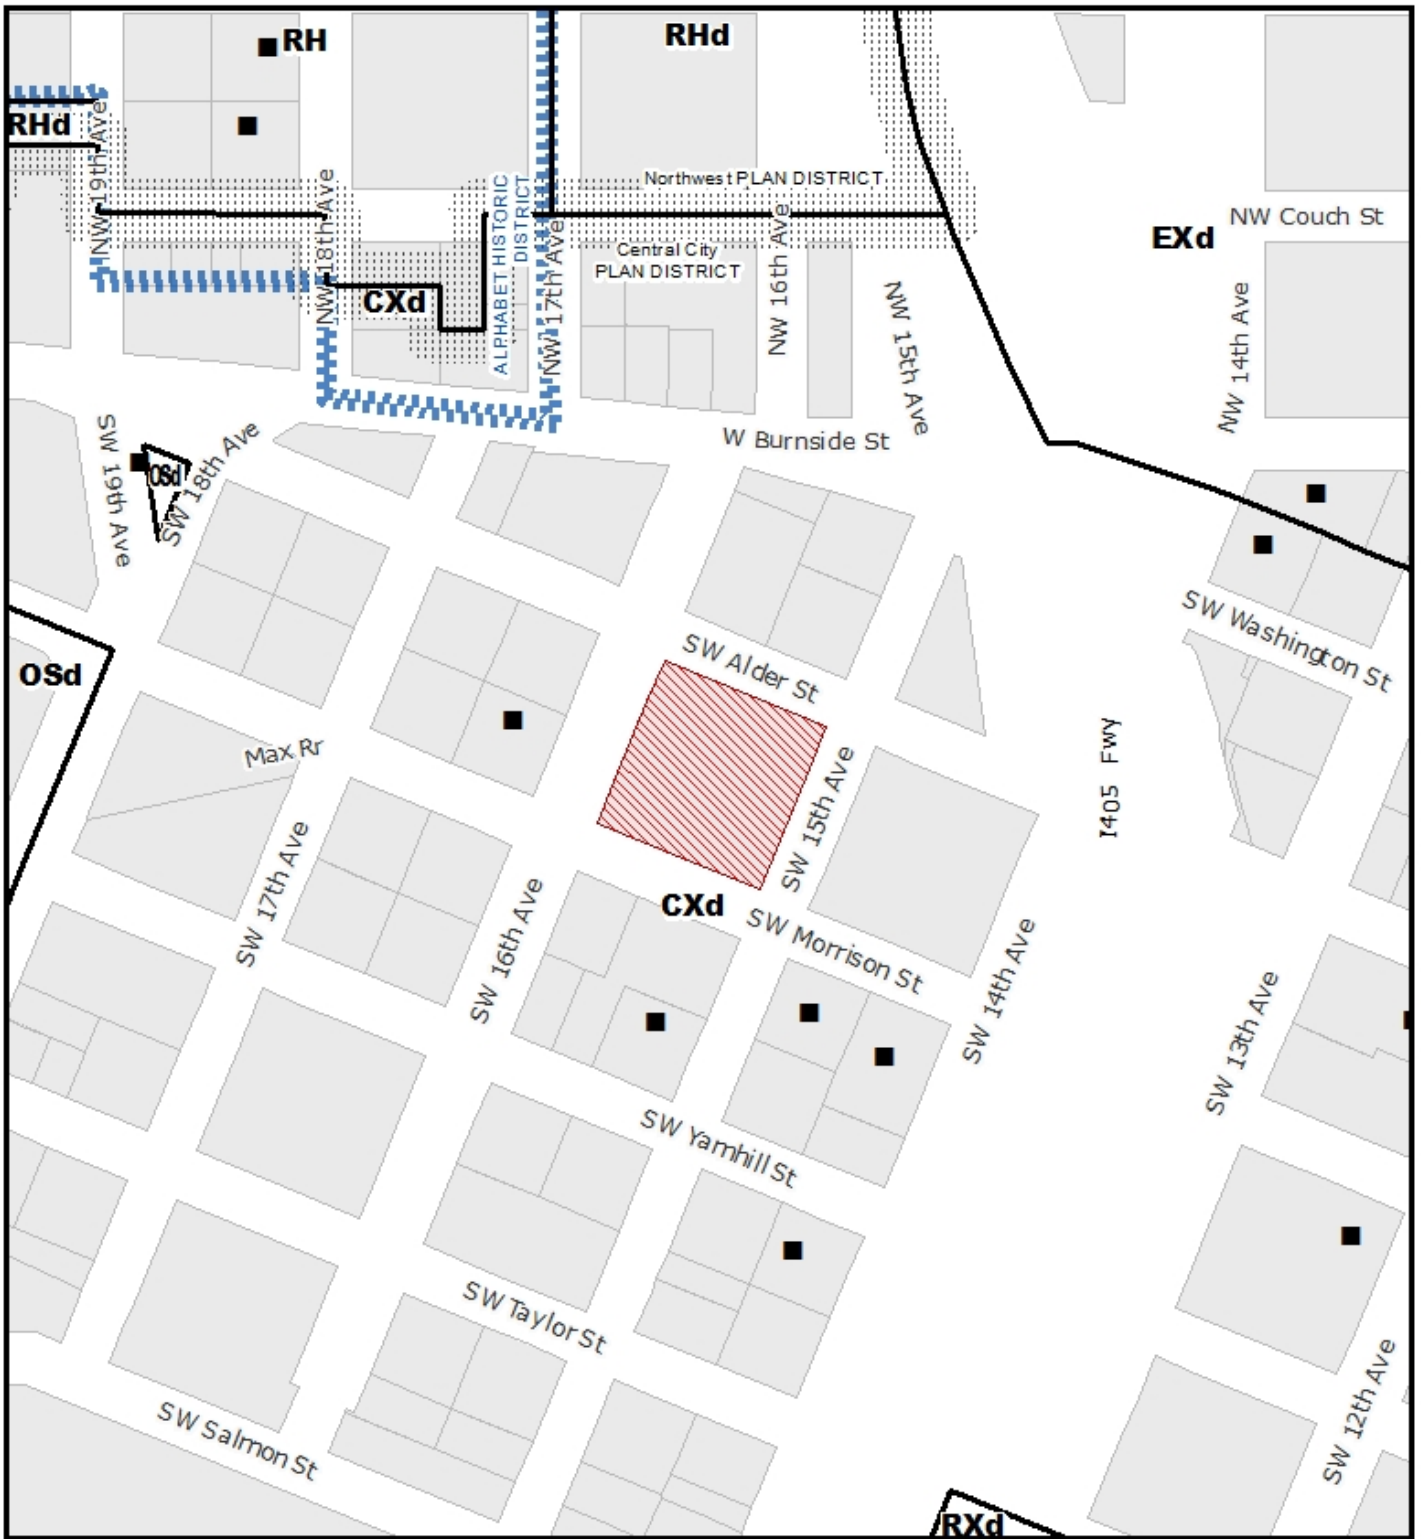 RH
RHd
RHd
NW 19th Ave
NW 18th Ave
ALPHABET HISTORIC
DISTRICT
NW 17th Ave
Northwest PLAN DISTRICT
Central City
PLAN DISTRICT
NW 16th Ave
NW 15th Ave
EXd
NW Couch St
NW 14th Ave
CXd
W Burnside St
SW 19th Ave
OSd
SW 18th Ave
SW Washington St
SW Alder St
OSd
Max Rr
I405 Fwy
SW 15th Ave
SW 17th Ave
SW 16th Ave
CXd
SW Morrison St
SW 14th Ave
SW 13th Ave
SW Yamhill St
SW Taylor St
SW 12th Ave
SW Salmon St
RXd